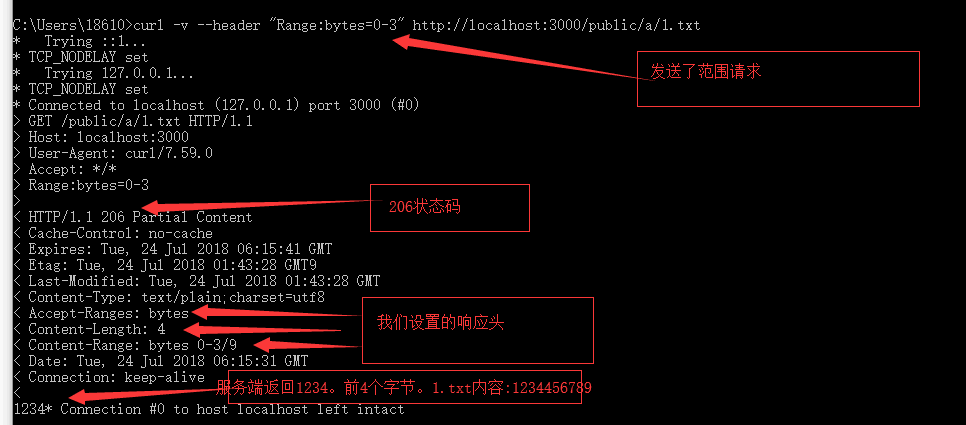 C:\Users\18610>curl -v --header "Range:bytes=0-3" http://localhost:3000/public/a/1.txt
*   Trying ::1...
* TCP_NODELAY set
*   Trying 127.0.0.1...
* TCP_NODELAY set
* Connected to localhost (127.0.0.1) port 3000 (#0)
> GET /public/a/1.txt HTTP/1.1
> Host: localhost:3000
> User-Agent: curl/7.59.0
> Accept: */*
> Range:bytes=0-3
>
< HTTP/1.1 206 Partial Content
< Cache-Control: no-cache
< Expires: Tue, 24 Jul 2018 06:15:41 GMT
< Etag: Tue, 24 Jul 2018 01:43:28 GMT9
< Last-Modified: Tue, 24 Jul 2018 01:43:28 GMT
< Content-Type: text/plain;charset=utf8
< Accept-Ranges: bytes
< Content-Length: 4
< Content-Range: bytes 0-3/9
< Date: Tue, 24 Jul 2018 06:15:31 GMT
< Connection: keep-alive
<
1234* Connection #0 to host localhost left intact
发送了范围请求
206状态码
我们设置的响应头
服务端返回1234。前4个字节。1.txt内容:1234456789